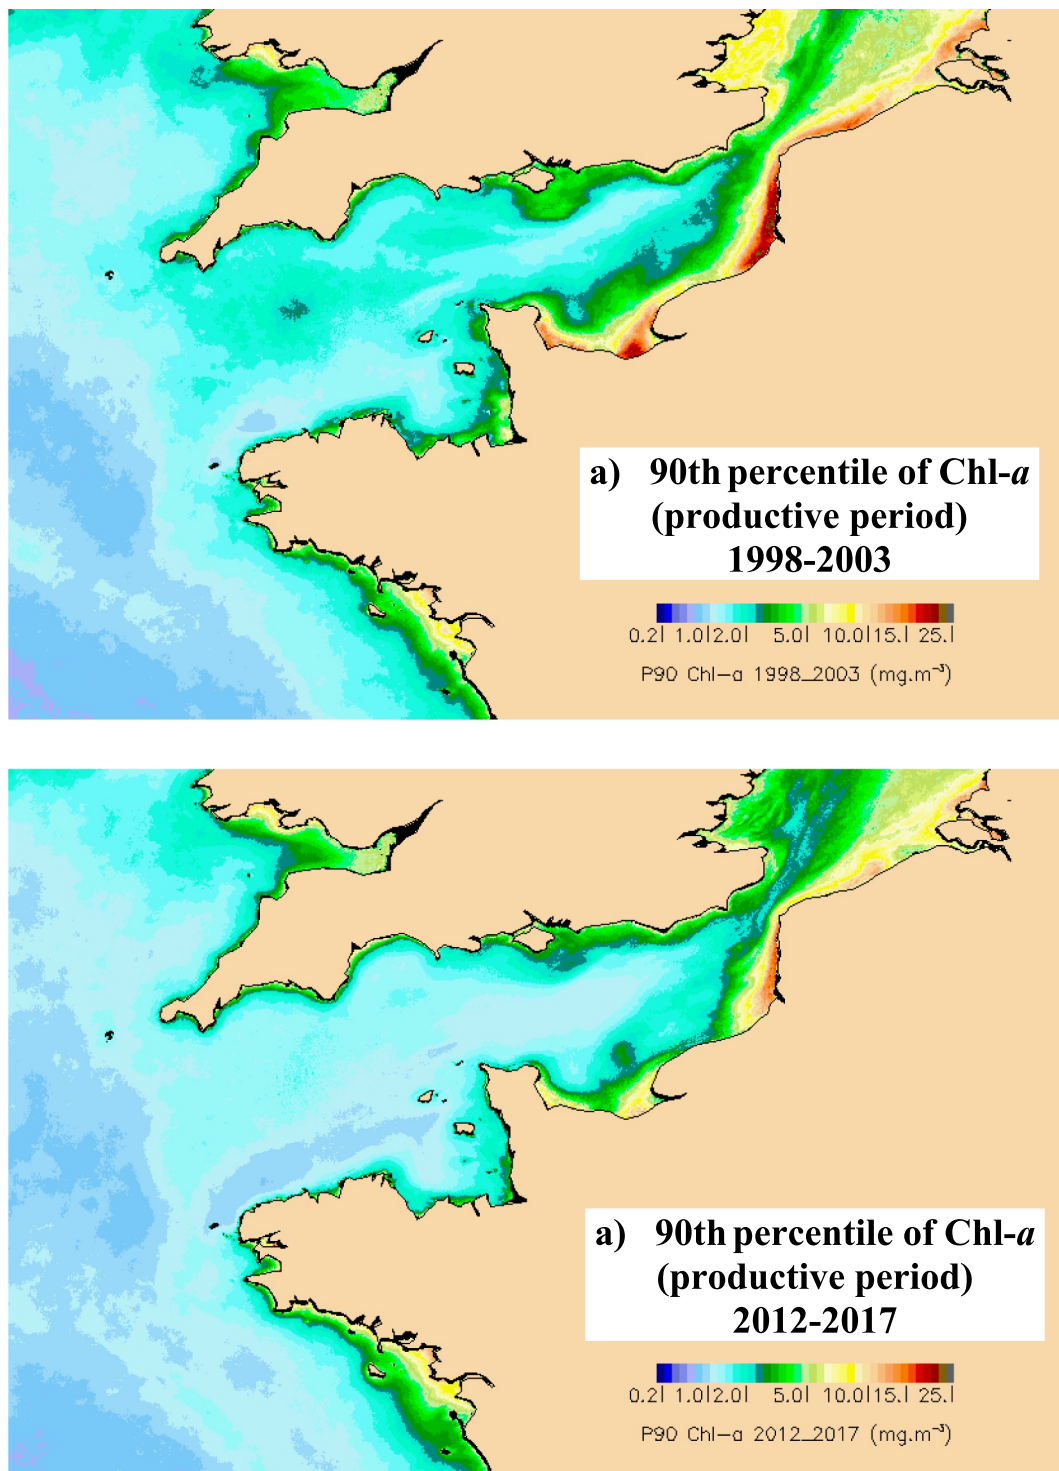 a) 90th percentile of Chl-a
(productive period)
1998-2003
0.2| 1.0|2.0| 5.0| 10.0|15.| 25.|
P90 Chl-a 1998_2003 (mg.m⁻³)
a) 90th percentile of Chl-a
(productive period)
2012-2017
0.2| 1.0|2.0| 5.0| 10.0|15.| 25.|
P90 Chl-a 2012_2017 (mg.m⁻³)